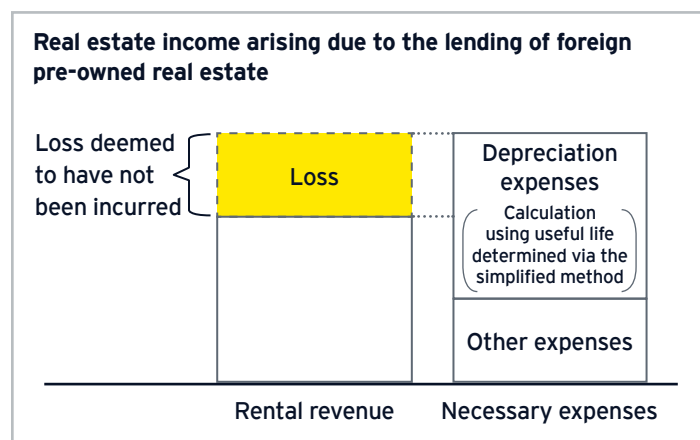 Real estate income arising due to the lending of foreign
pre-owned real estate
Loss deemed
to have not
been incurred
Loss
Depreciation
expenses
Calculation
using useful life
determined via the
simplified method
Other expenses
Rental revenue
Necessary expenses